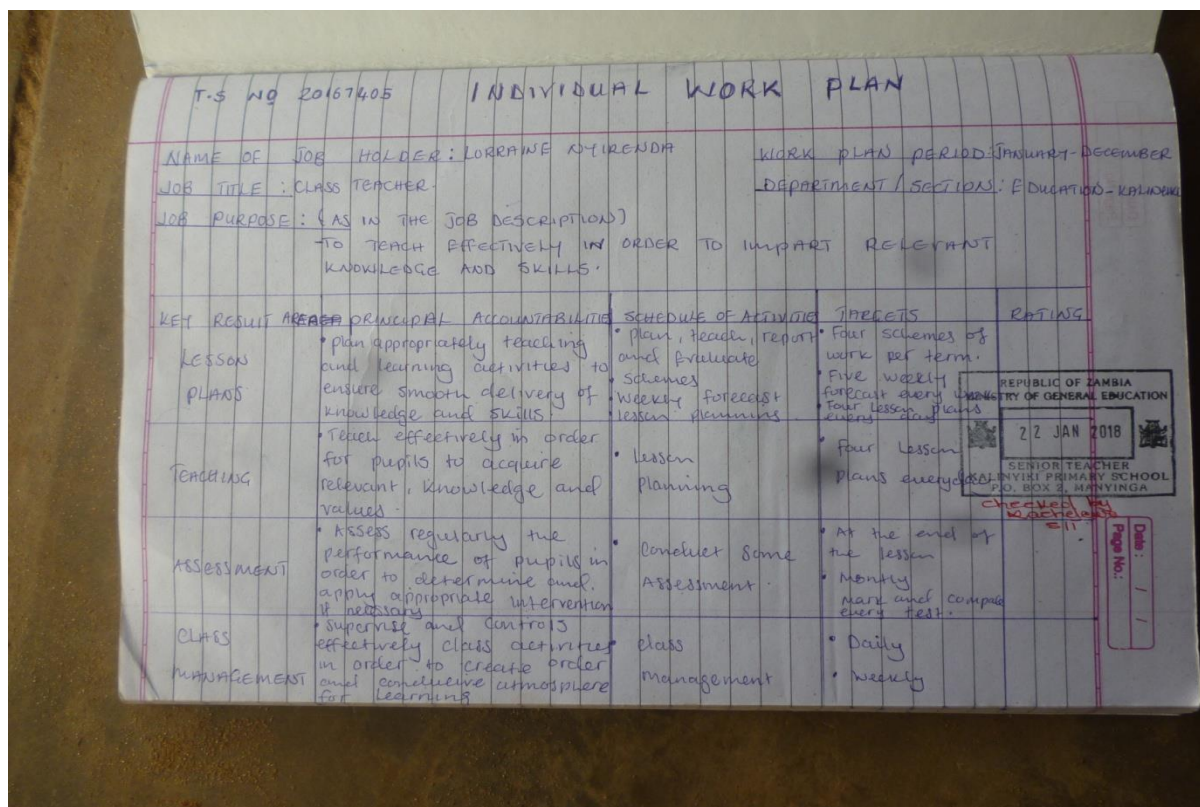 T.S NO 20167405 INDIVIDUAL WORK PLAN
NAME OF JOB HOLDER: LORRAINE NYIRENDA
WORK PLAN PERIOD: JANUARY-DECEMBER
JOB TITLE: CLASS TEACHER.
DEPARTMENT / SECTION: EDUCATION-
JOB PURPOSE: (AS IN THE JOB DESCRIPTION)
-TO TEACH EFFECTIVELY IN ORDER TO IMPART RELEVANT
KNOWLEDGE AND SKILLS.
KEY RESULT AREA PRINCIPAL ACCOUNTABILITIES SCHEDULE OF ACTIVITIES TARGETS RATING
LESSON
PLANS
• plan appropriately teaching
and learning activities to
ensure smooth delivery of
knowledge and skills.
• plan, teach, report
and Evaluate
• schemes
• weekly forecast
lesson planning
• Four schemes of
work per term.
• Five weekly
forecast every
• Four Lesson plans
every day
TEACHING
• Teach effectively in order
for pupils to acquire
relevant, knowledge and
values.
• Lesson
planning
• four Lesson
plans everyday
ASSESSMENT
• Assess regularly the
performance of pupils in
order to determine and
apply appropriate intervention
if necessary
• Conduct some
Assessment.
• At the end of
the lesson
• Monthly
mark and compare
every test.
CLASS
MANAGEMENT
• Supervise and controls
effectively class activities
in order to create order
and conducive atmosphere
for learning
• class
management
• Daily
• Weekly
REPUBLIC OF ZAMBIA
MINISTRY OF GENERAL EDUCATION
22 JAN 2018
SENIOR TEACHER
KALINYIKI PRIMARY SCHOOL
P.O. BOX 2, MANYINGA
checked by
Date: / /
Page No.: